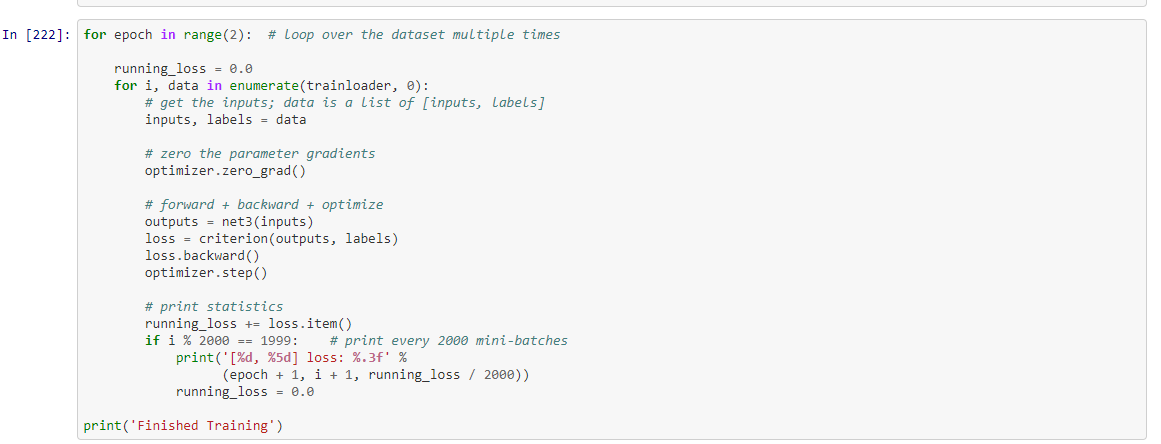 In [222]: for epoch in range(2):  # loop over the dataset multiple times

    running_loss = 0.0
    for i, data in enumerate(trainloader, 0):
        # get the inputs; data is a list of [inputs, labels]
        inputs, labels = data

        # zero the parameter gradients
        optimizer.zero_grad()

        # forward + backward + optimize
        outputs = net3(inputs)
        loss = criterion(outputs, labels)
        loss.backward()
        optimizer.step()

        # print statistics
        running_loss += loss.item()
        if i % 2000 == 1999:    # print every 2000 mini-batches
            print('[%d, %5d] loss: %.3f' %
                  (epoch + 1, i + 1, running_loss / 2000))
            running_loss = 0.0

print('Finished Training')